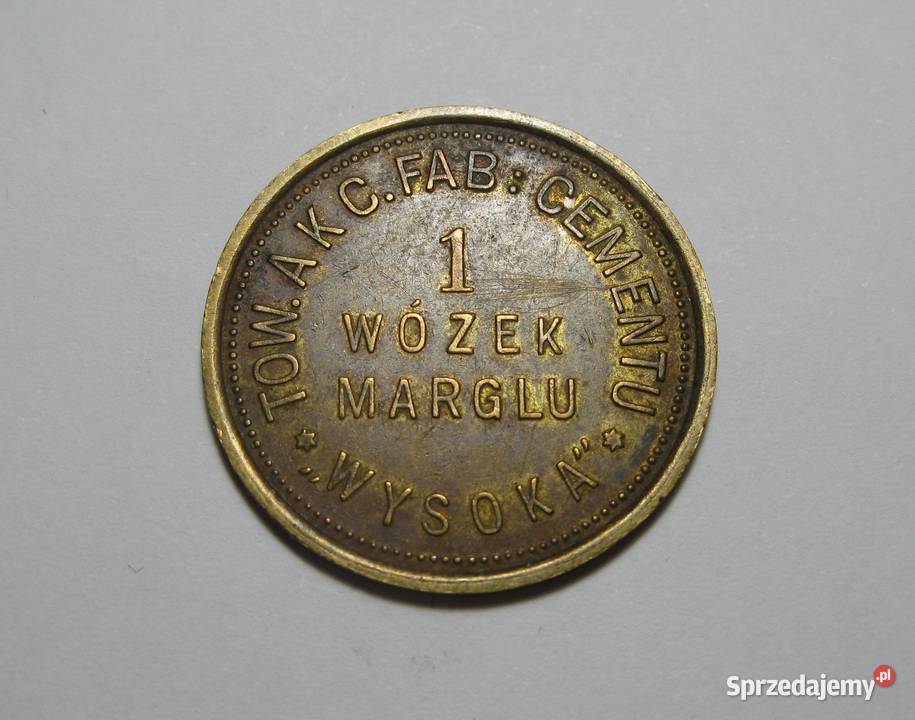 TOW. AKC. FAB: CEMENTU
1
WÓZEK
MARGLU
„WYSOKA”
Sprzedajemy.pl